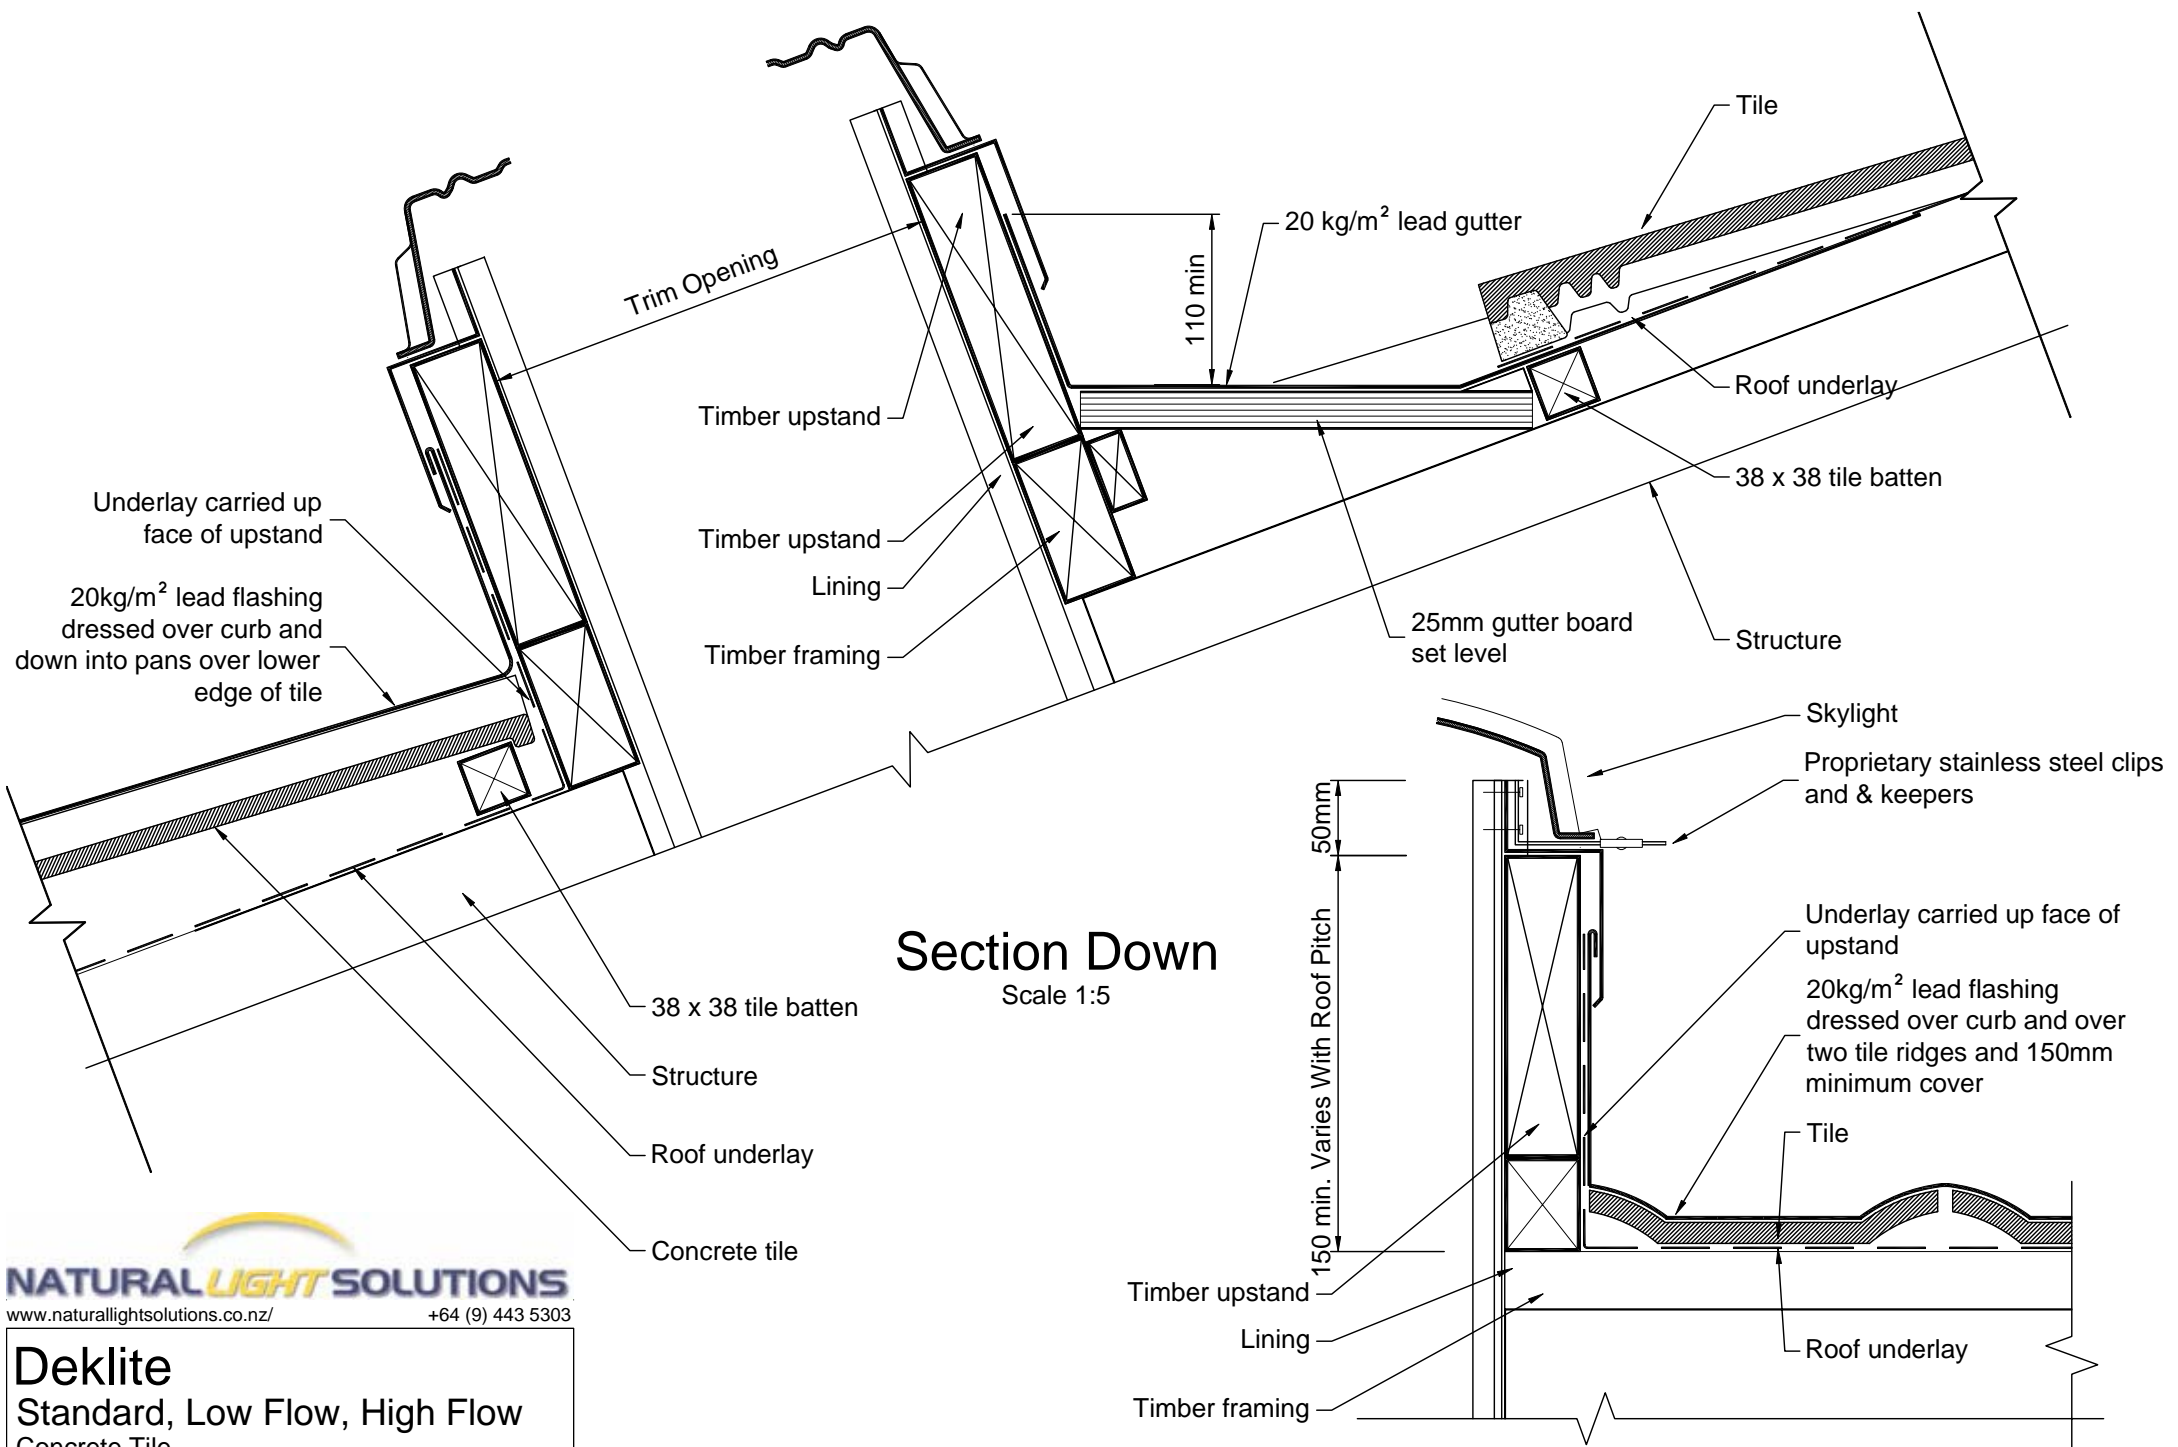 Tile
20 kg/m² lead gutter
Trim Opening
110 min
Timber upstand
Roof underlay
38 x 38 tile batten
Underlay carried up
face of upstand
Timber upstand
Lining
20kg/m² lead flashing
dressed over curb and
down into pans over lower
edge of tile
Timber framing
25mm gutter board
set level
Structure
Skylight
Proprietary stainless steel clips
and & keepers
50mm
150 min. Varies With Roof Pitch
Underlay carried up face of
upstand
Section Down
Scale 1:5
20kg/m² lead flashing
dressed over curb and over
two tile ridges and 150mm
minimum cover
38 x 38 tile batten
Structure
Tile
Roof underlay
Concrete tile
Timber upstand
Lining
Roof underlay
Timber framing
NATURAL LIGHT SOLUTIONS
www.naturallightsolutions.co.nz/ +64 (9) 443 5303
Deklite
Standard, Low Flow, High Flow
Concrete Tile